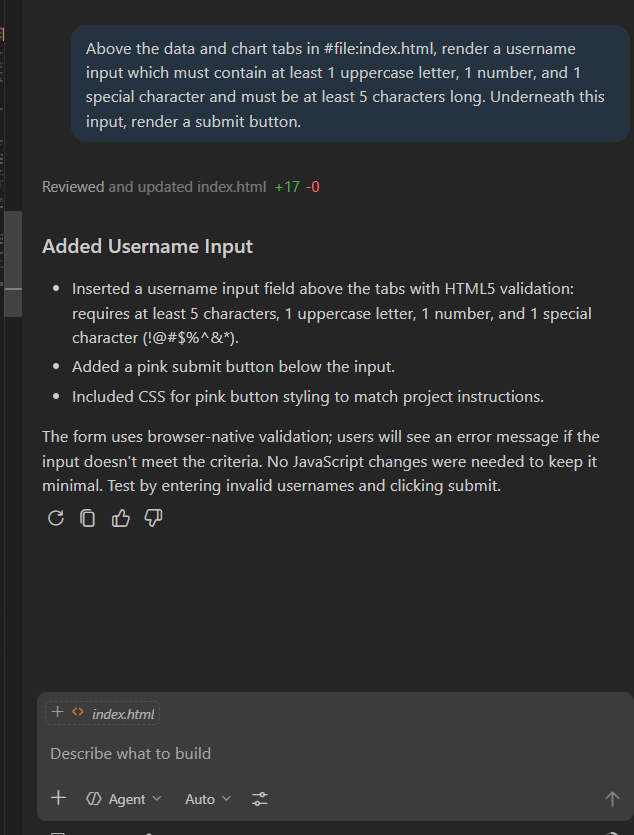 Above the data and chart tabs in #file:index.html, render a username
input which must contain at least 1 uppercase letter, 1 number, and 1
special character and must be at least 5 characters long. Underneath this
input, render a submit button.
Reviewed and updated index.html +17 -0
Added Username Input
• Inserted a username input field above the tabs with HTML5 validation:
requires at least 5 characters, 1 uppercase letter, 1 number, and 1 special
character (!@#$%^&*).
• Added a pink submit button below the input.
• Included CSS for pink button styling to match project instructions.
The form uses browser-native validation; users will see an error message if the
input doesn't meet the criteria. No JavaScript changes were needed to keep it
minimal. Test by entering invalid usernames and clicking submit.
+ <> index.html
Describe what to build
+ Agent Auto